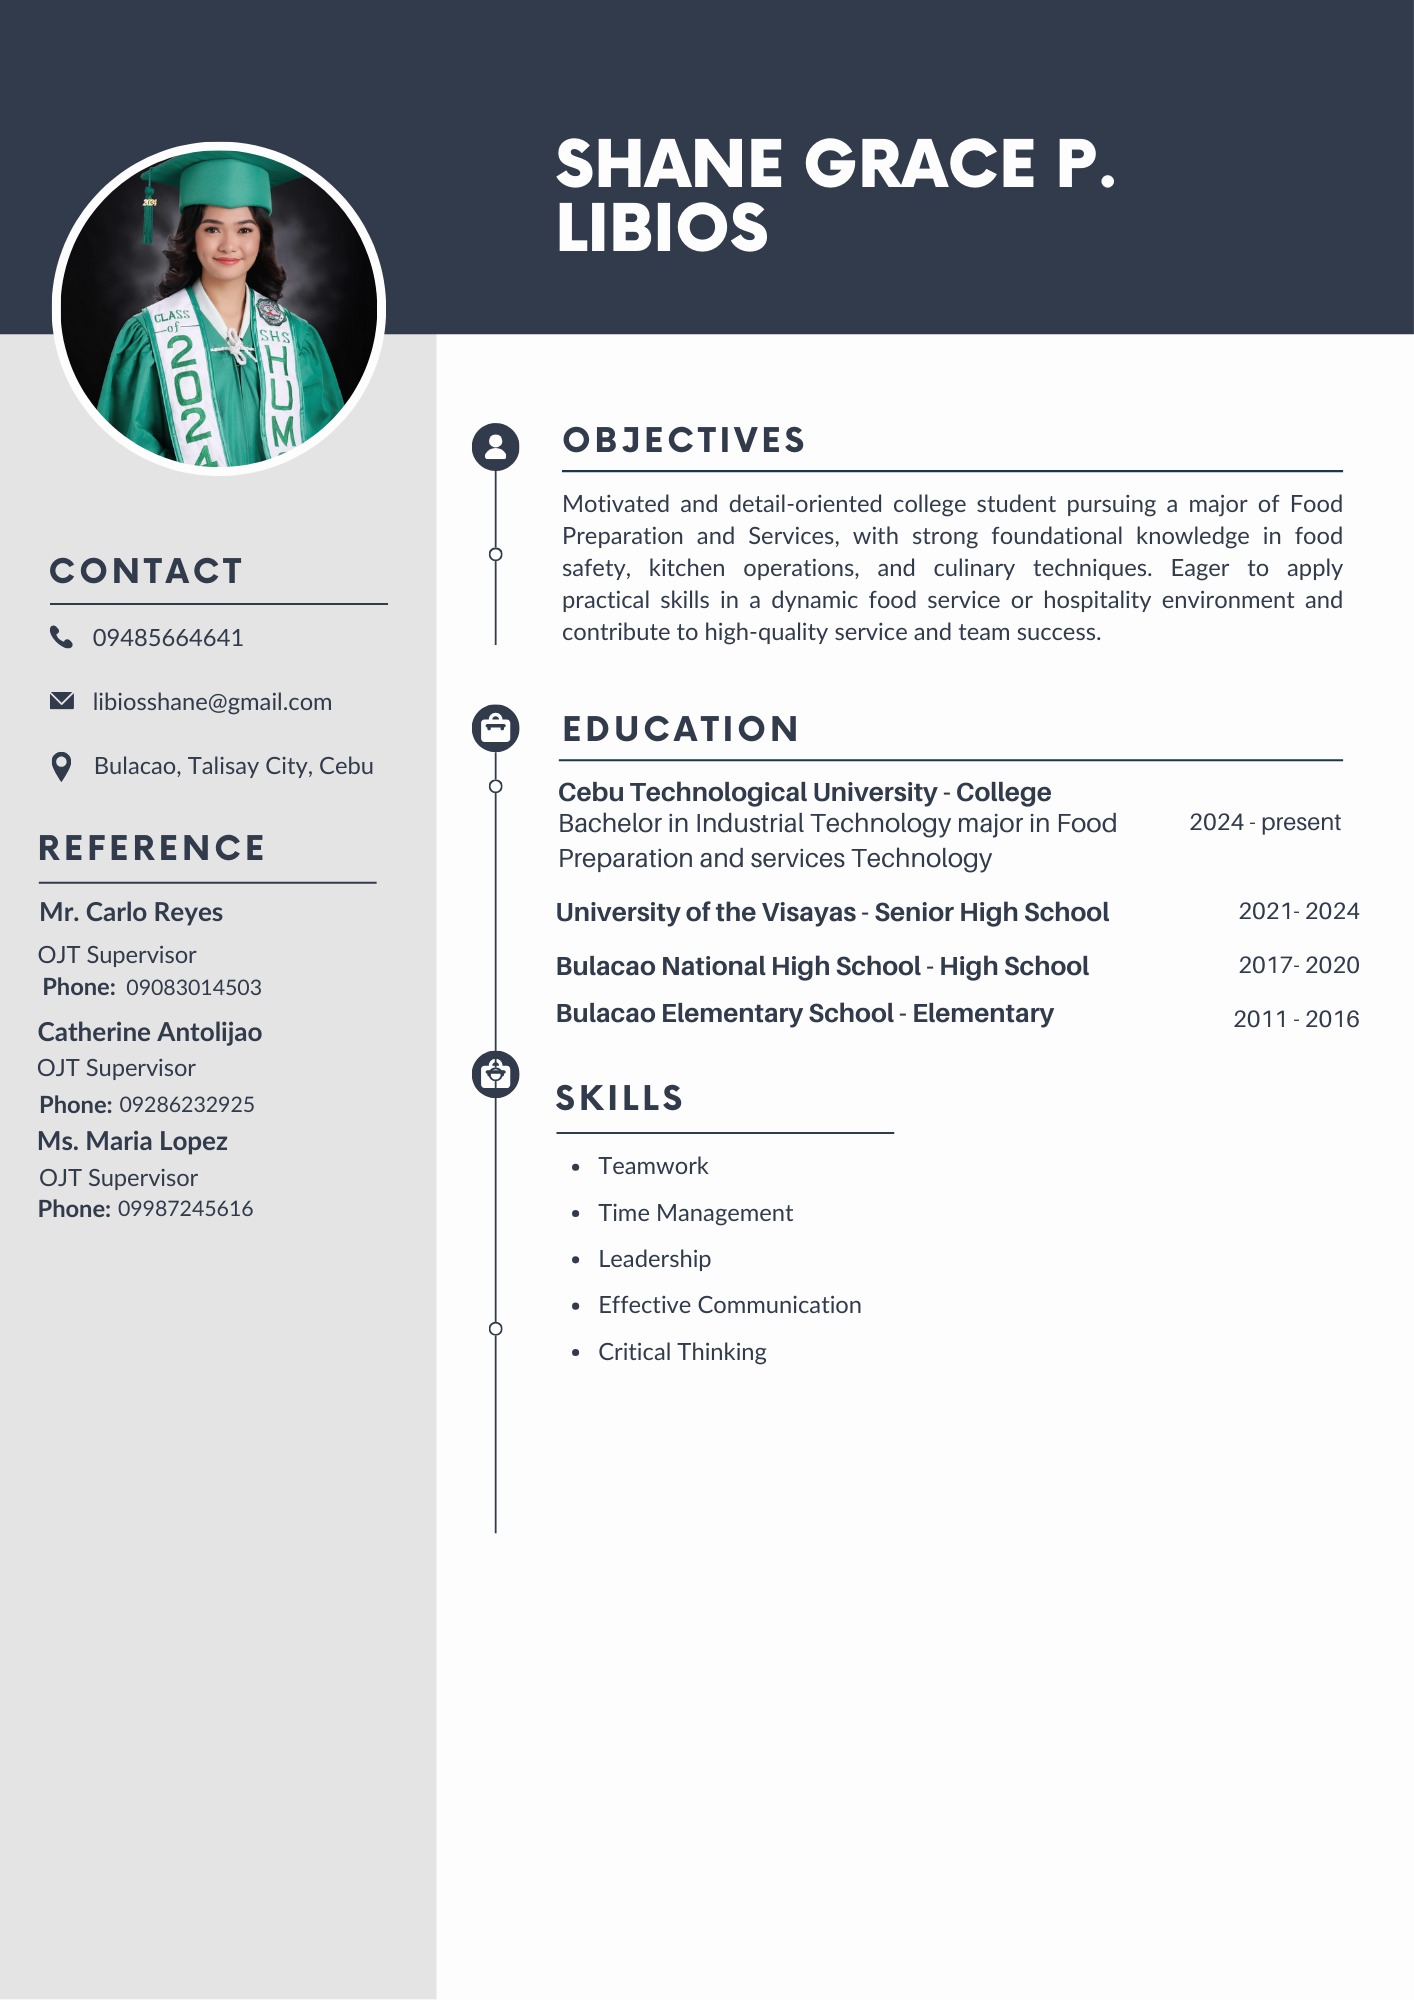 SHANE GRACE P.
LIBIOS
2024
CLASS
of
2024
SHS
HUM
CONTACT
09485664641
libiosshane@gmail.com
Bulacao, Talisay City, Cebu
REFERENCE
Mr. Carlo Reyes
OJT Supervisor
Phone: 09083014503
Catherine Antolijao
OJT Supervisor
Phone: 09286232925
Ms. Maria Lopez
OJT Supervisor
Phone: 09987245616
OBJECTIVES
Motivated and detail-oriented college student pursuing a major of Food
Preparation and Services, with strong foundational knowledge in food
safety, kitchen operations, and culinary techniques. Eager to apply
practical skills in a dynamic food service or hospitality environment and
contribute to high-quality service and team success.
EDUCATION
Cebu Technological University - College
Bachelor in Industrial Technology major in Food
Preparation and services Technology
2024 - present
University of the Visayas - Senior High School
2021- 2024
Bulacao National High School - High School
2017- 2020
Bulacao Elementary School - Elementary
2011 - 2016
SKILLS
• Teamwork
• Time Management
• Leadership
• Effective Communication
• Critical Thinking